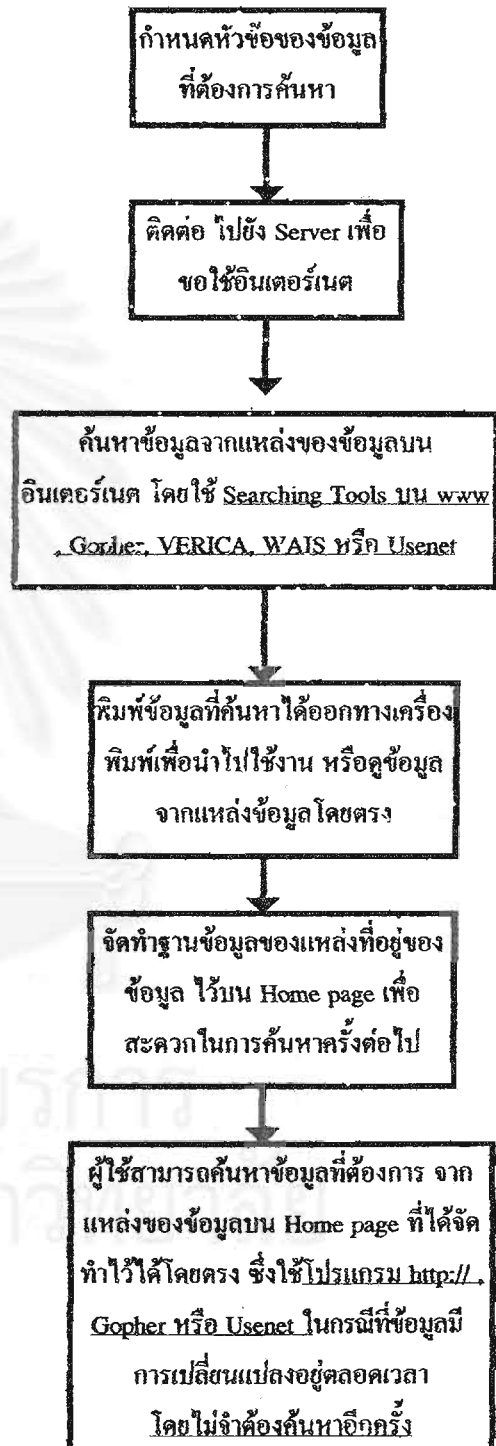 กำหนดหัวข้อของข้อมูล
ที่ต้องการค้นหา
ติดต่อ ไปยัง Server เพื่อ
ขอใช้อินเตอร์เนต
ค้นหาข้อมูลจากแหล่งของข้อมูลบน
อินเตอร์เนต โดยใช้ Searching Tools บน www
, Gopher, VERICA, WAIS หรือ Usenet
พิมพ์ข้อมูลที่ค้นหาได้ออกทางเครื่อง
พิมพ์เพื่อนำไปใช้งาน หรือดูข้อมูล
จากแหล่งข้อมูลโดยตรง
จัดทำฐานข้อมูลของแหล่งที่อยู่ของ
ข้อมูล ไว้บน Home page เพื่อ
สะดวกในการค้นหาครั้งต่อไป
ผู้ใช้สามารถค้นหาข้อมูลที่ต้องการ จาก
แหล่งของข้อมูลบน Home page ที่ได้จัด
ทำไว้ได้โดยตรง ซึ่งใช้โปรแกรม http:// ,
Gopher หรือ Usenet ในกรณีที่ข้อมูลมี
การเปลี่ยนแปลงอยู่ตลอดเวลา
โดยไม่จำต้องค้นหาอีกครั้ง